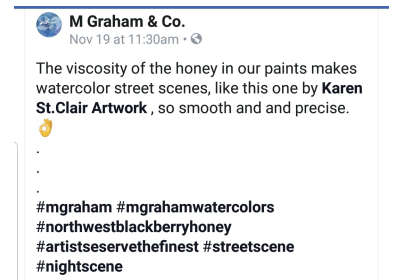 M Graham & Co.
Nov 19 at 11:30am •
The viscosity of the honey in our paints makes
watercolor street scenes, like this one by Karen
St.Clair Artwork , so smooth and and precise.
👌
.
.
.
#mgraham #mgrahamwatercolors
#northwestblackberryhoney
#artistseservethefinest #streetscene
#nightscene